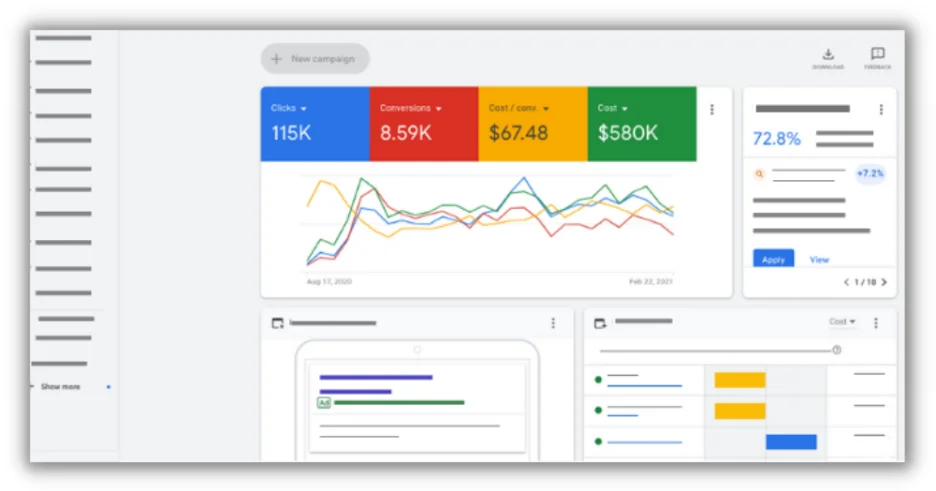 New campaign
DOWNLOAD
FEEDBACK
Clicks
Conversions
Cost / conv.
Cost
115K
8.59K
$67.48
$580K
72.8%
+7.2%
Apply
View
1 / 10
Aug 17, 2020
Feb 22, 2021
Cost
Ad
Show more